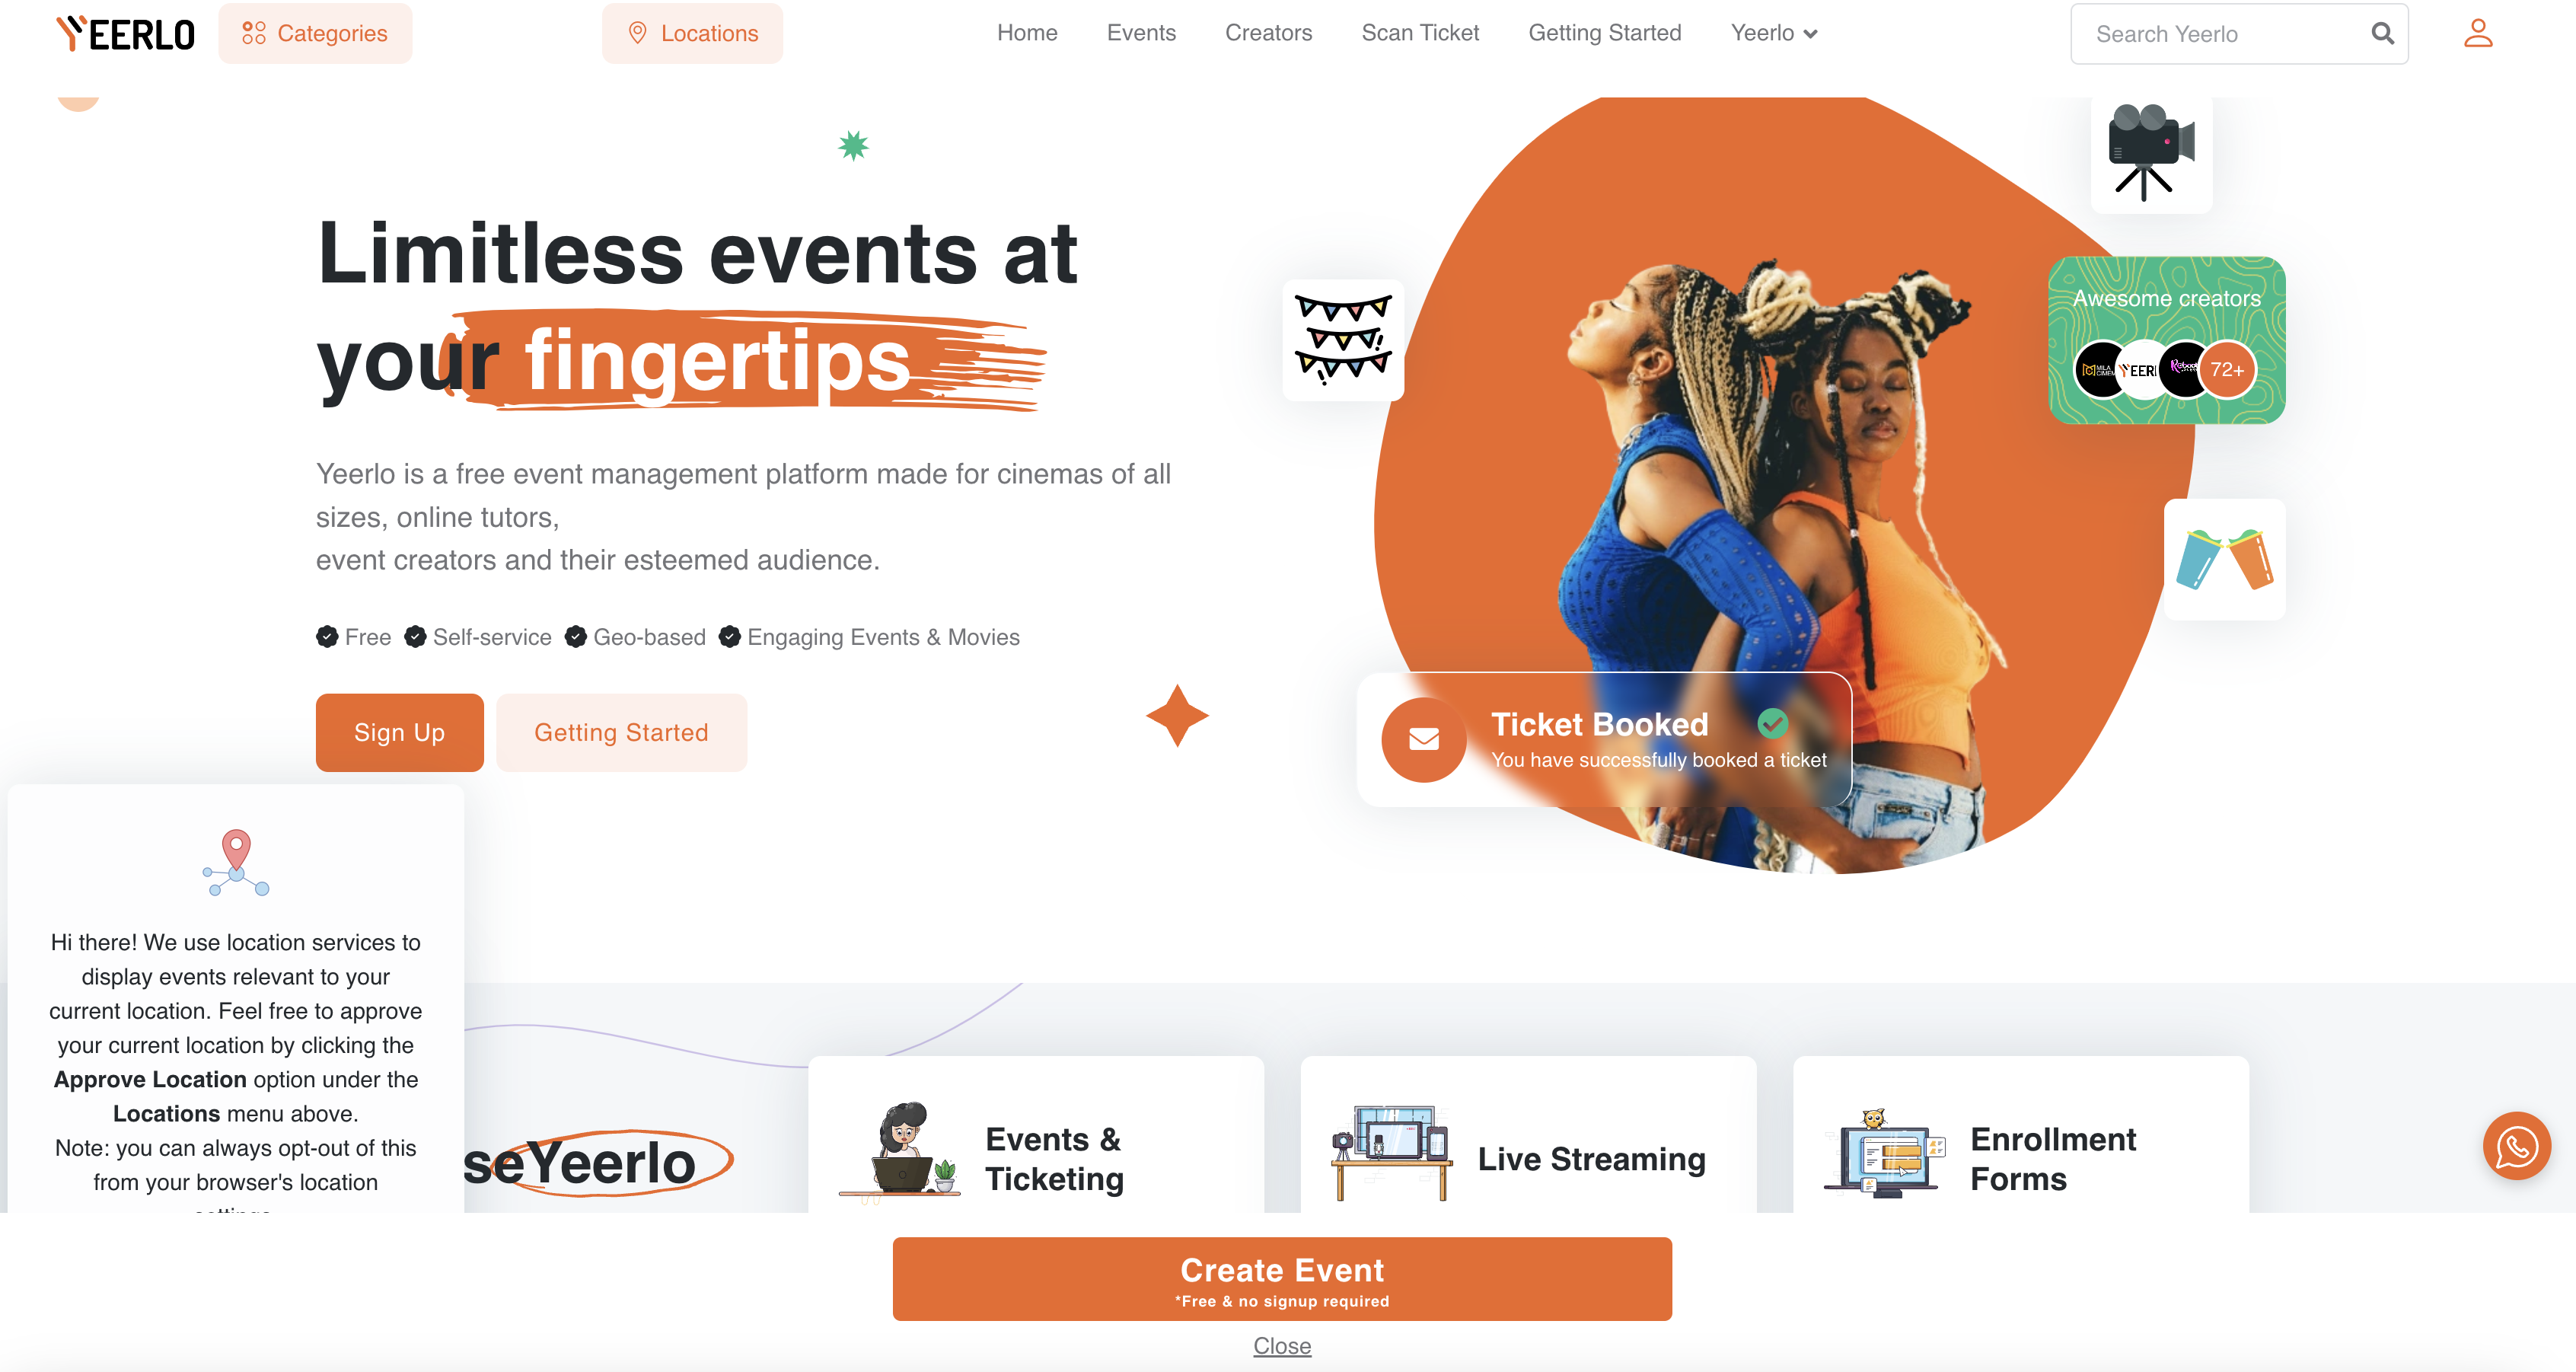 YEERLO
Categories
Locations
Home
Events
Creators
Scan Ticket
Getting Started
Yeerlo
Search Yeerlo
Limitless events at
your fingertips
Yeerlo is a free event management platform made for cinemas of all
sizes, online tutors,
event creators and their esteemed audience.
Free
Self-service
Geo-based
Engaging Events & Movies
Sign Up
Getting Started
Awesome creators
MILA
YEERL
72+
Ticket Booked
You have successfully booked a ticket
Hi there! We use location services to
display events relevant to your
current location. Feel free to approve
your current location by clicking the
Approve Location option under the
Locations menu above.
Note: you can always opt-out of this
from your browser's location
seYeerlo
Events &
Ticketing
Live Streaming
Enrollment
Forms
Create Event
*Free & no signup required
Close